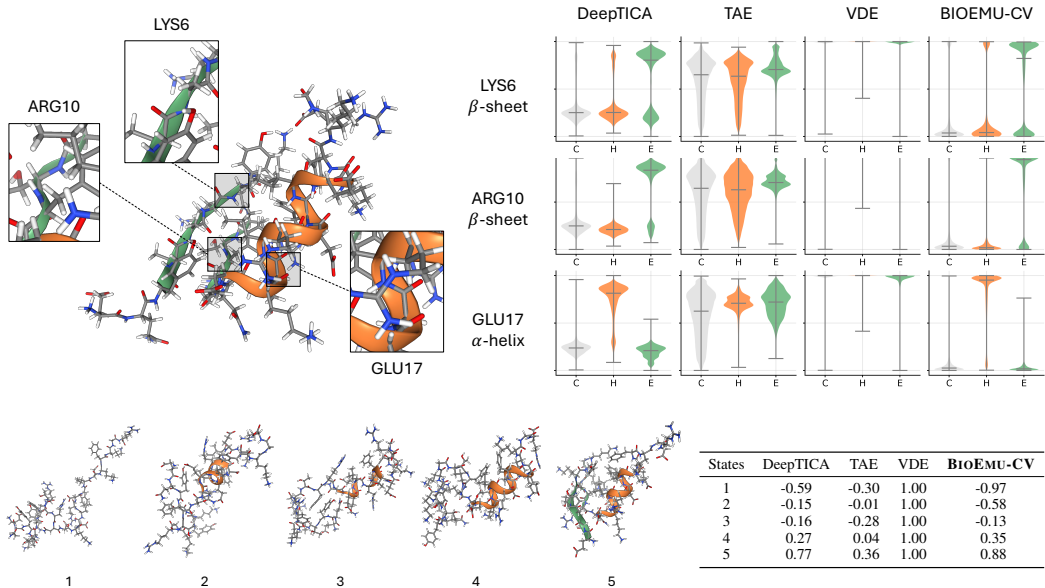 LYS6
ARG10
GLU17
DeepTICA TAE VDE BIOEMU-CV
LYS6
β-sheet
C H E C H E C H E C H E
ARG10
β-sheet
C H E C H E C H E C H E
GLU17
α-helix
C H E C H E C H E C H E
1 2 3 4 5
States DeepTICA TAE VDE BIOEMU-CV
1 -0.59 -0.30 1.00 -0.97
2 -0.15 -0.01 1.00 -0.58
3 -0.16 -0.28 1.00 -0.13
4 0.27 0.04 1.00 0.35
5 0.77 0.36 1.00 0.88